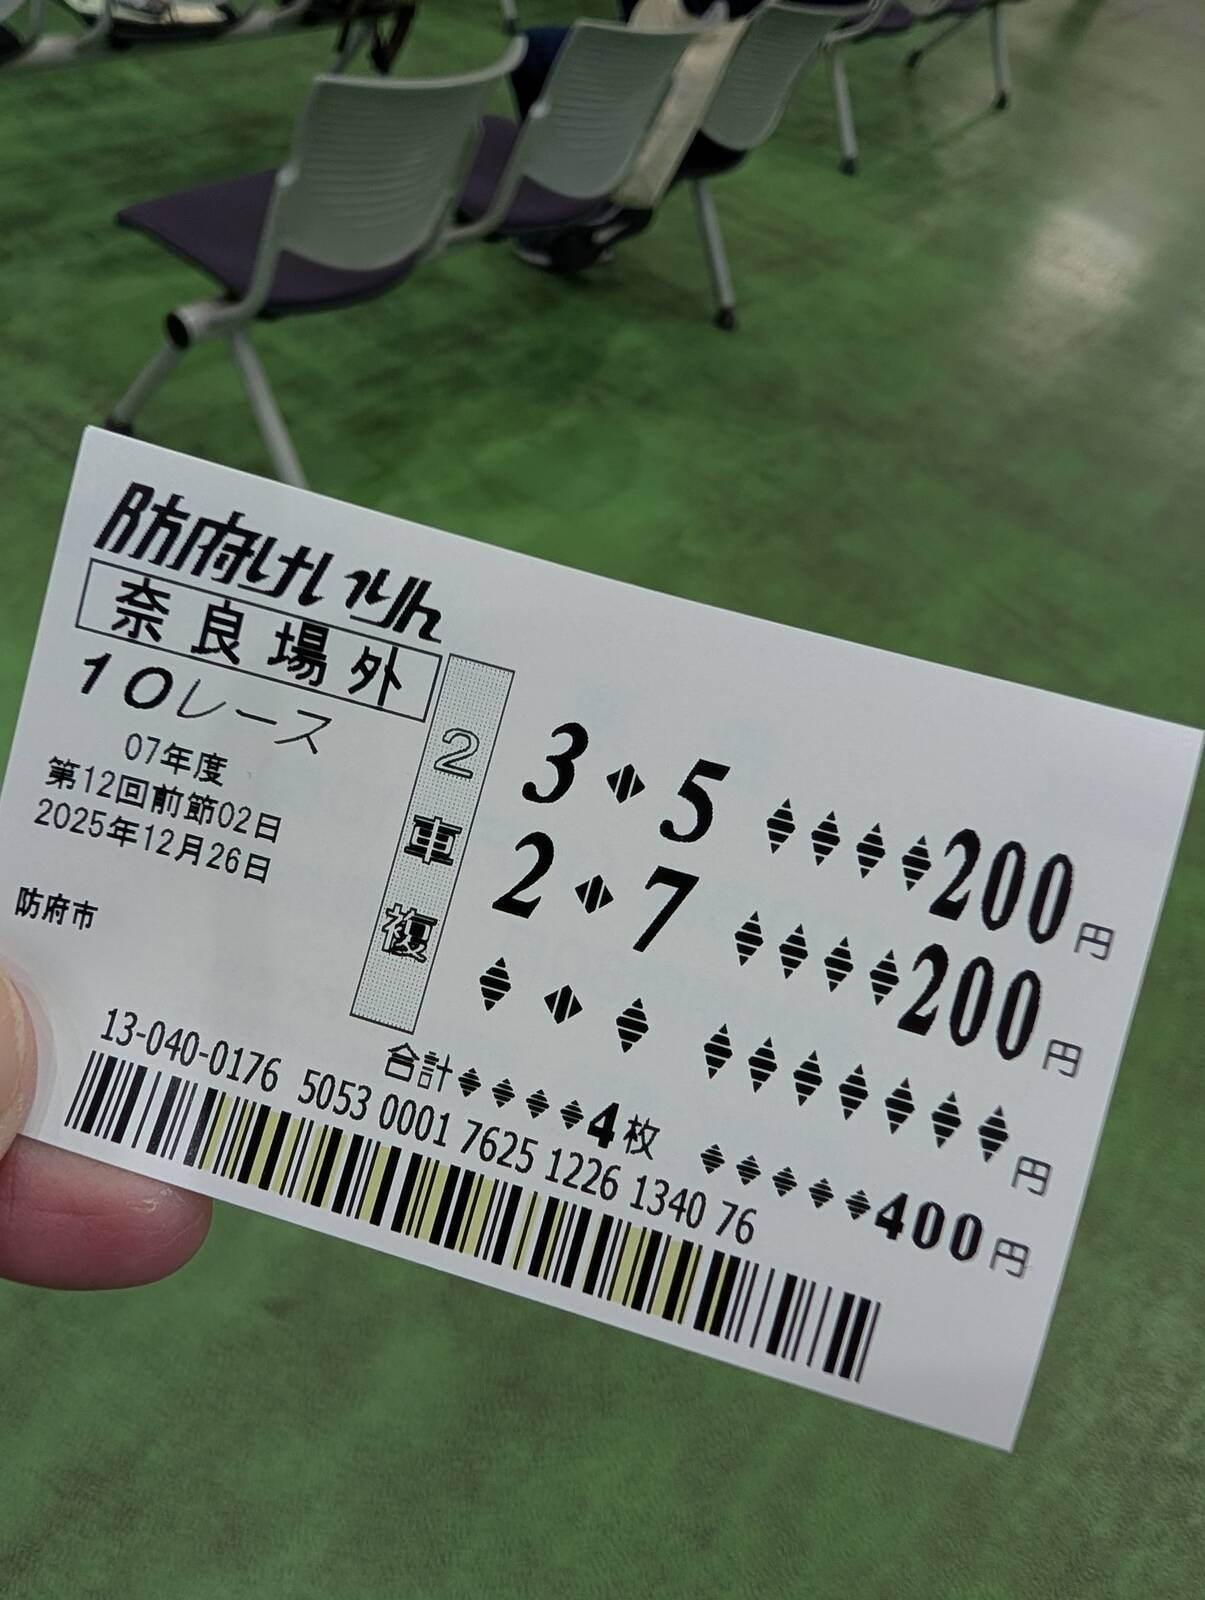 防府けいりん
奈良場外
10レース
07年度
第12回前節02日
2025年12月26日
防府市
2車複
3 5 200円
2 7 200円
円
合計 4枚 400円
13-040-0176 5053 0001 7625 1226 1340 76